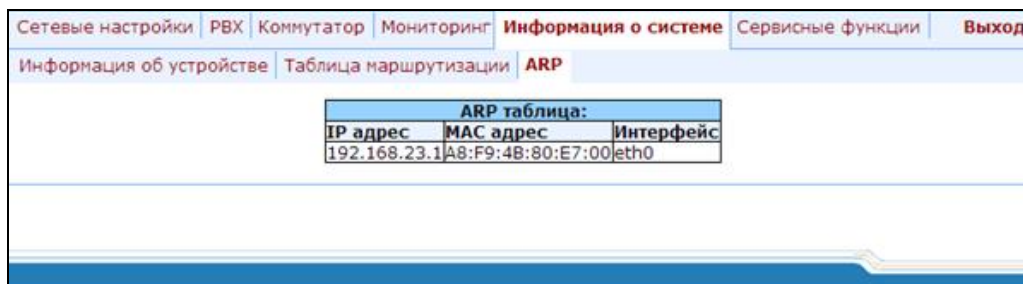 Сетевые настройки PBX Коммутатор Мониторинг Информация о системе Сервисные функции Выход
Информация об устройстве Таблица маршрутизации ARP
ARP таблица:
IP адрес MAC адрес Интерфейс
192.168.23.1 A8:F9:4B:80:E7:00 eth0